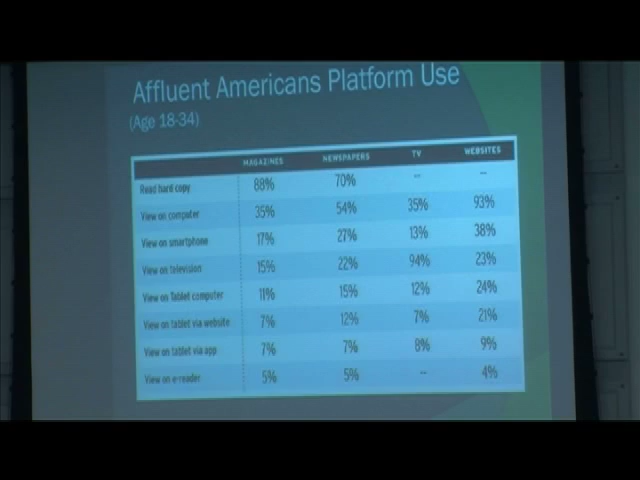 Affluent Americans Platform Use
(Age 18-34)
MAGAZINES NEWSPAPERS TV WEBSITES
Read hard copy 88% 70% -- --
View on computer 35% 54% 35% 93%
View on smartphone 17% 27% 13% 38%
View on television 15% 22% 94% 23%
View on Tablet computer 11% 15% 12% 24%
View on tablet via website 7% 12% 7% 21%
View on tablet via app 7% 7% 8% 9%
View on e-reader 5% 5% -- 4%